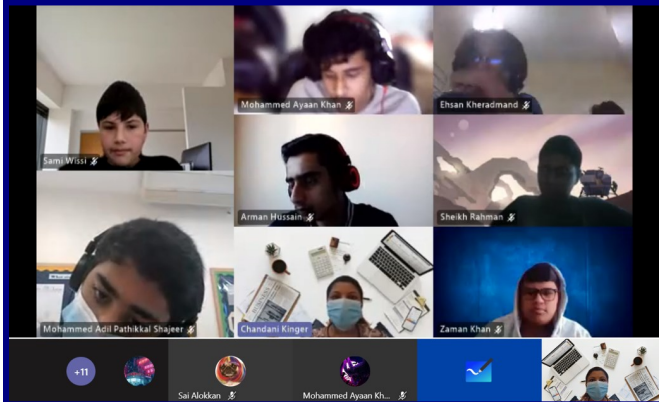 Sami Wissi
Mohammed Ayaan Khan
Ehsan Kheradmand
Arman Hussain
Sheikh Rahman
Mohammed Adil Pathikkal Shajeer
Chandani Kinger
Zaman Khan
+11
Sai Alokkan
Mohammed Ayaan Kh...